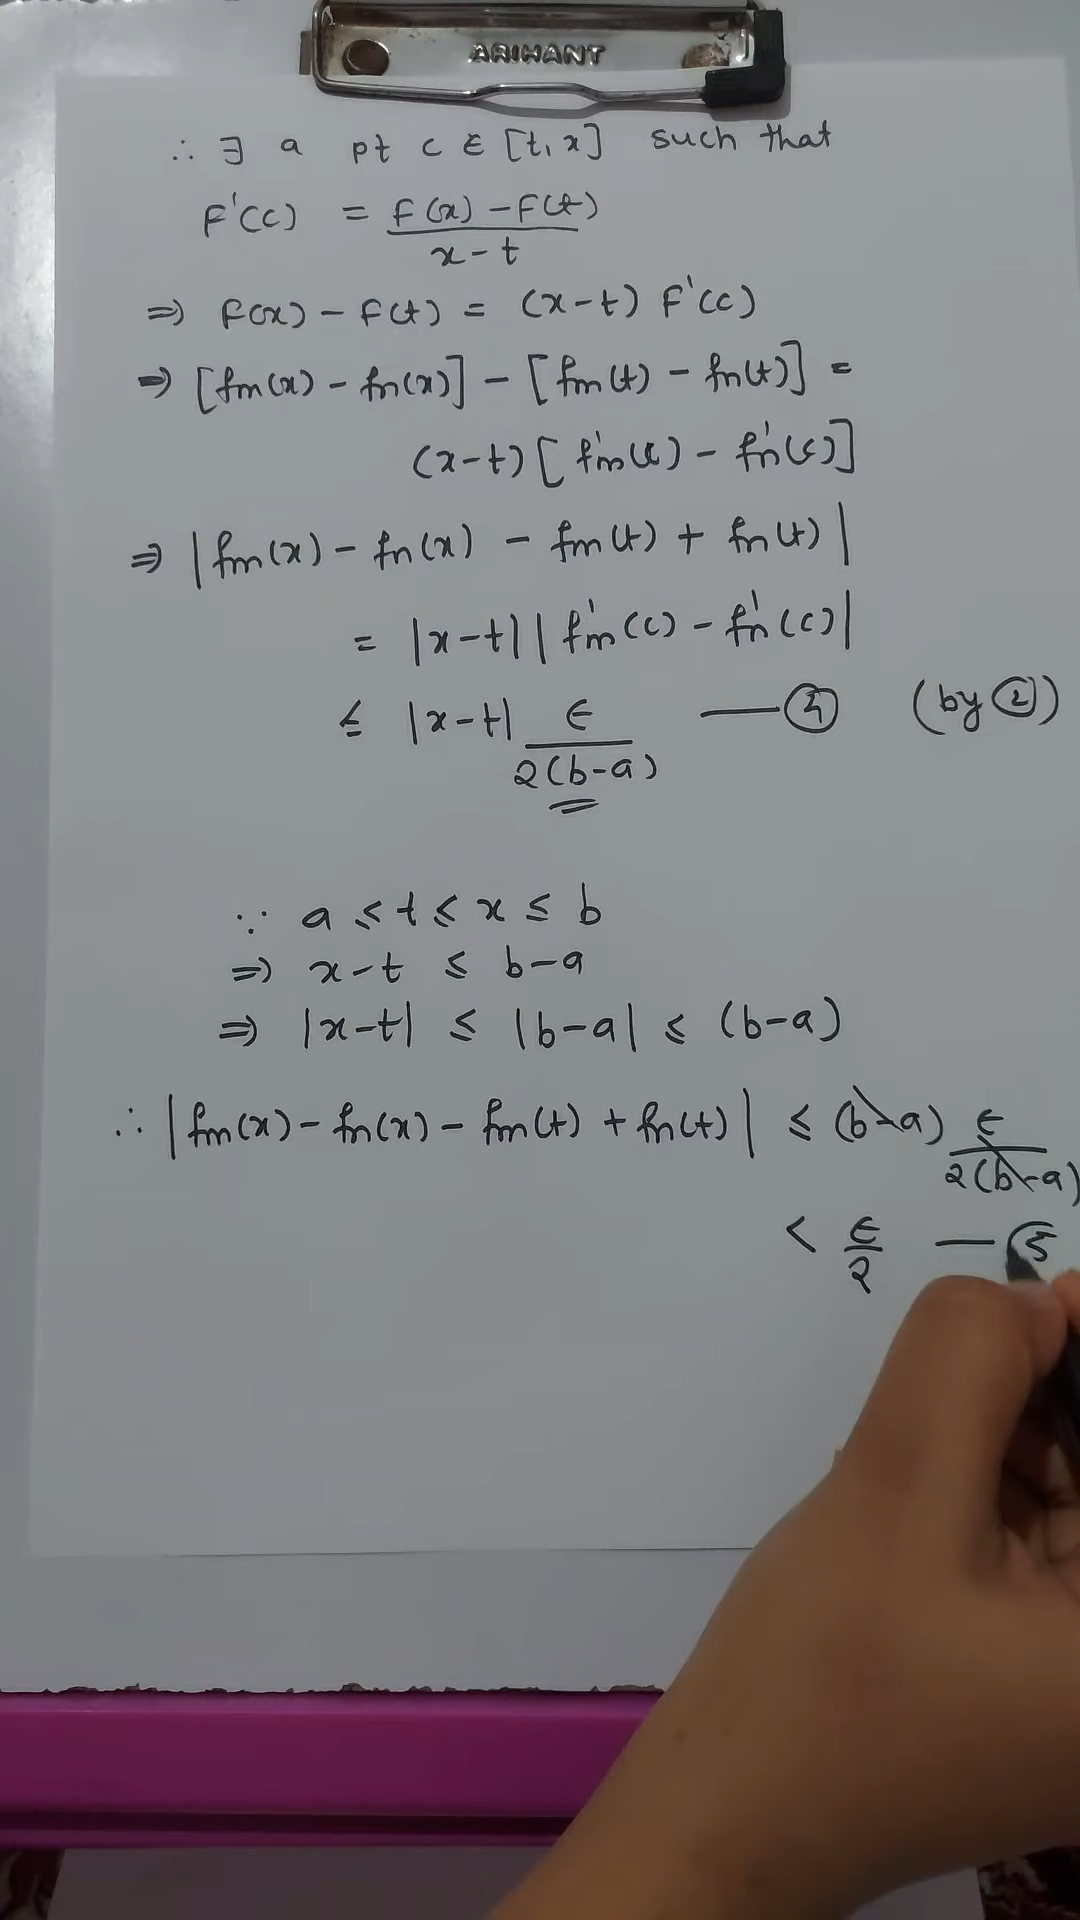 ARIHANT
∴ ∃ a pt c ∈ [t, x] such that
F'(c) = F(x) - F(t) / x - t
⇒ F(x) - F(t) = (x-t) F'(c)
⇒ [fm(x) - fn(x)] - [fm(t) - fn(t)] =
(x-t) [f'm(c) - f'n(c)]
⇒ |fm(x) - fn(x) - fm(t) + fn(t)|
= |x-t| |f'm(c) - f'n(c)|
≤ |x-t| ε / 2(b-a) — ④ (by ②)
∵ a ≤ t ≤ x ≤ b
⇒ x-t ≤ b-a
⇒ |x-t| ≤ |b-a| ≤ (b-a)
∴ |fm(x) - fn(x) - fm(t) + fn(t)| ≤ (b-a) ε / 2(b-a)
< ε / 2 — ⑤